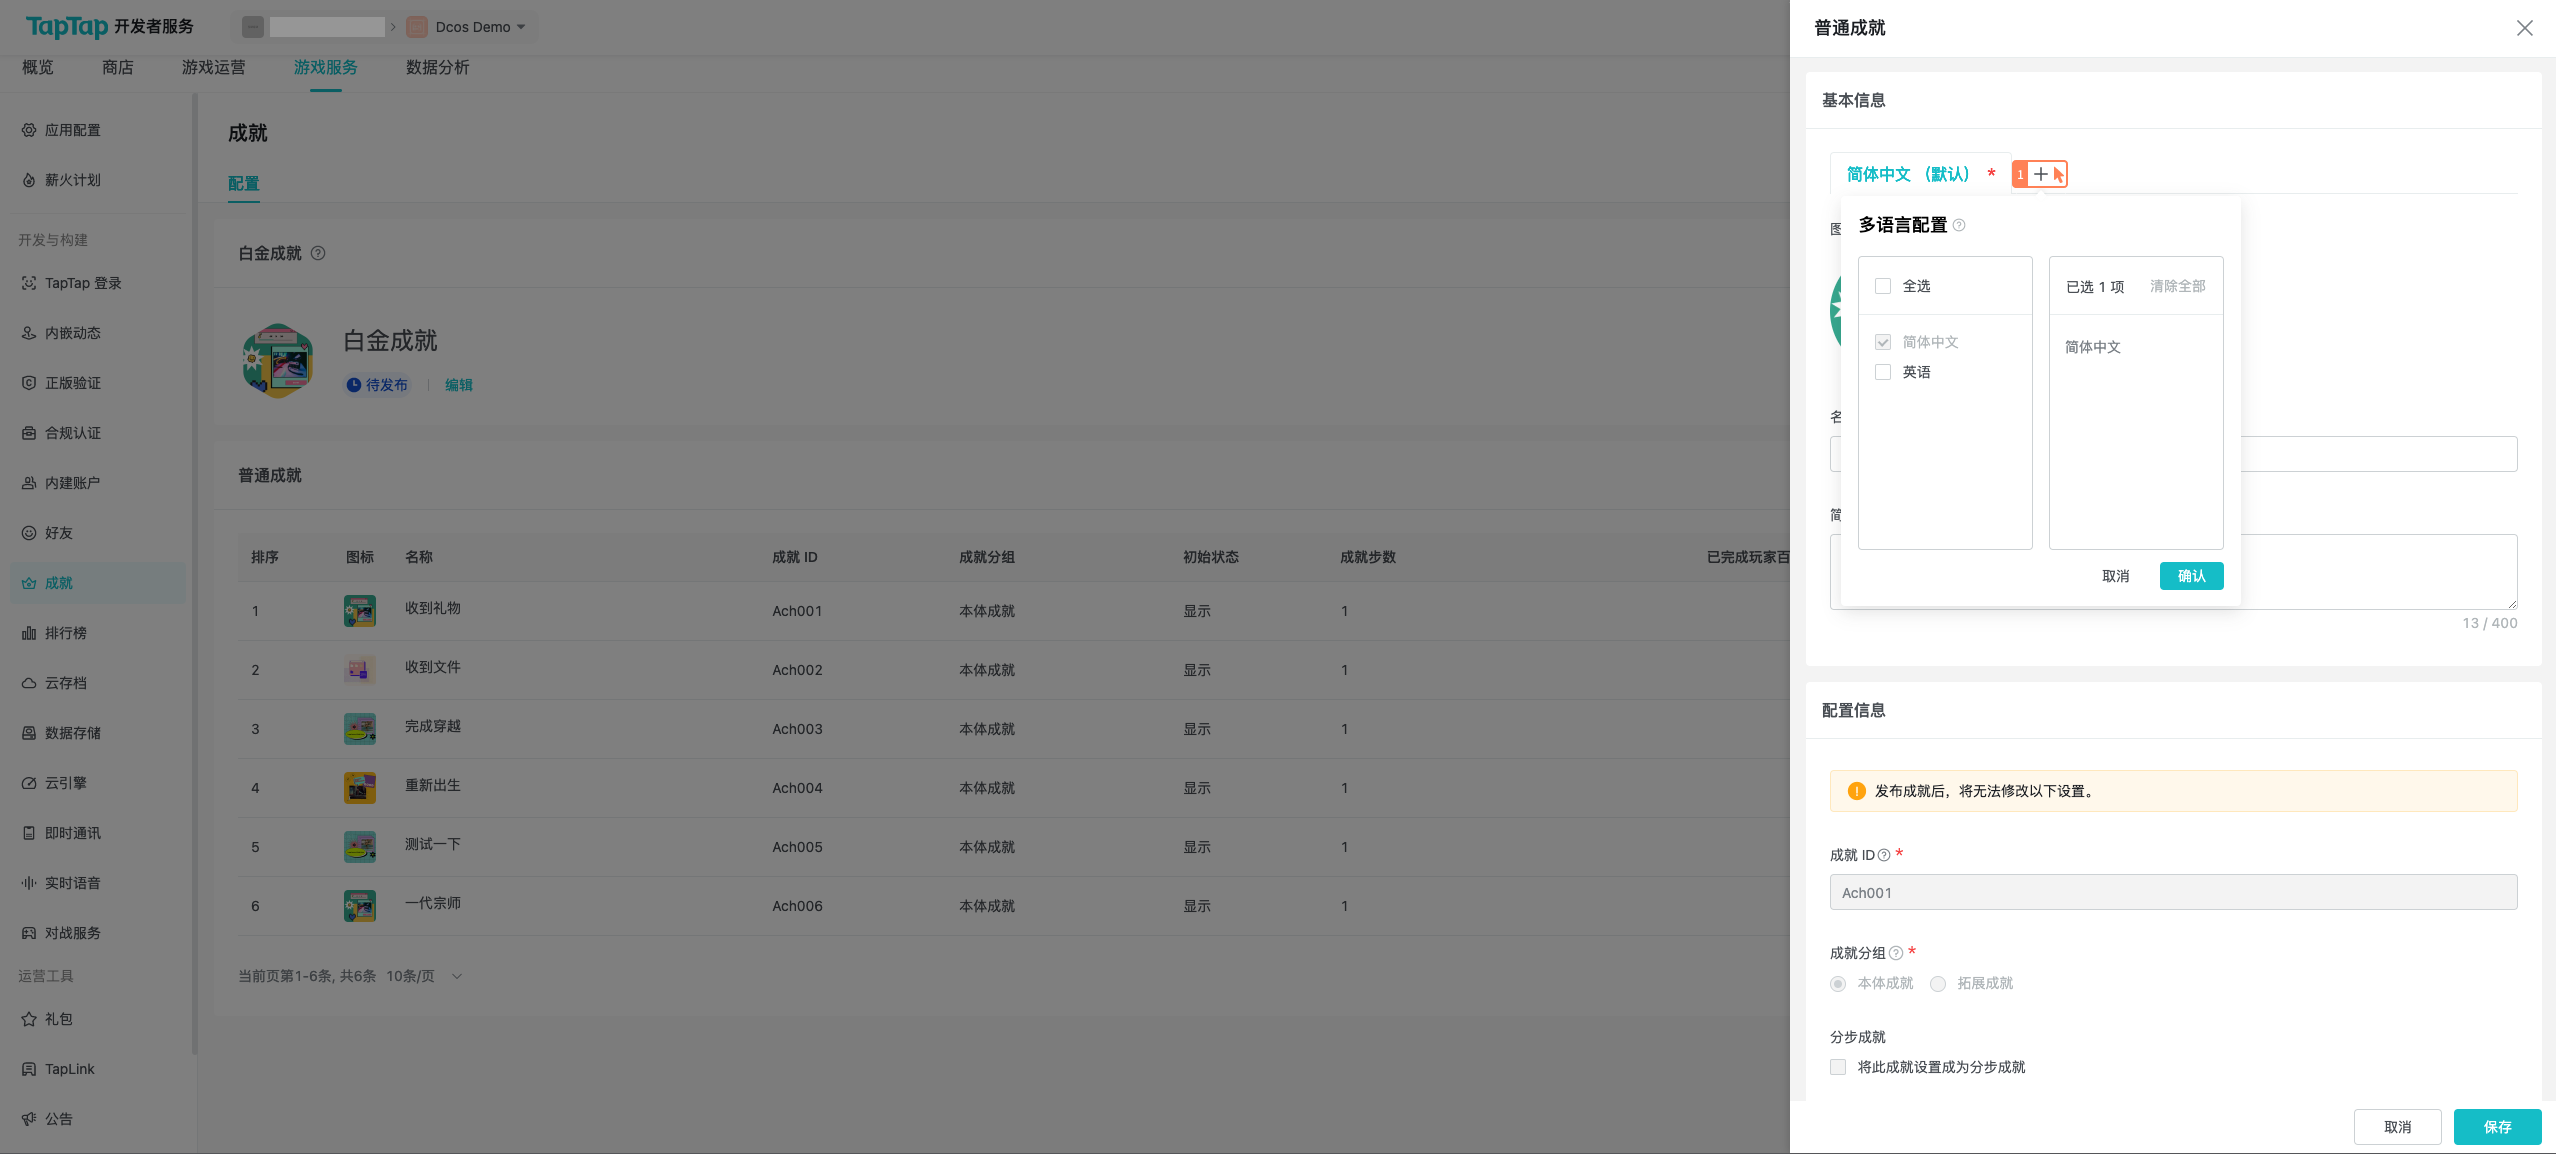 TapTap 开发者服务
Dcos Demo
概览 商店 游戏运营 游戏服务 数据分析
应用配置
薪火计划
开发与构建
TapTap 登录
内嵌动态
正版验证
合规认证
内建账户
好友
成就
排行榜
云存档
数据存储
云引擎
即时通讯
实时语音
对战服务
运营工具
礼包
TapLink
公告
成就
配置
白金成就
白金成就
待发布 编辑
普通成就
排序 图标 名称 成就 ID 成就分组 初始状态 成就步数 已完成玩家百
1 收到礼物 Ach001 本体成就 显示 1
2 收到文件 Ach002 本体成就 显示 1
3 完成穿越 Ach003 本体成就 显示 1
4 重新出生 Ach004 本体成就 显示 1
5 测试一下 Ach005 本体成就 显示 1
6 一代宗师 Ach006 本体成就 显示 1
当前页第1-6条, 共6条 10条/页
普通成就
基本信息
简体中文 （默认） * 1 +
图
多语言配置
全选
简体中文
英语
已选 1 项 清除全部
简体中文
取消 确认
名
简
13 / 400
配置信息
发布成就后，将无法修改以下设置。
成就 ID *
Ach001
成就分组 *
本体成就 拓展成就
分步成就
将此成就设置成为分步成就
取消 保存